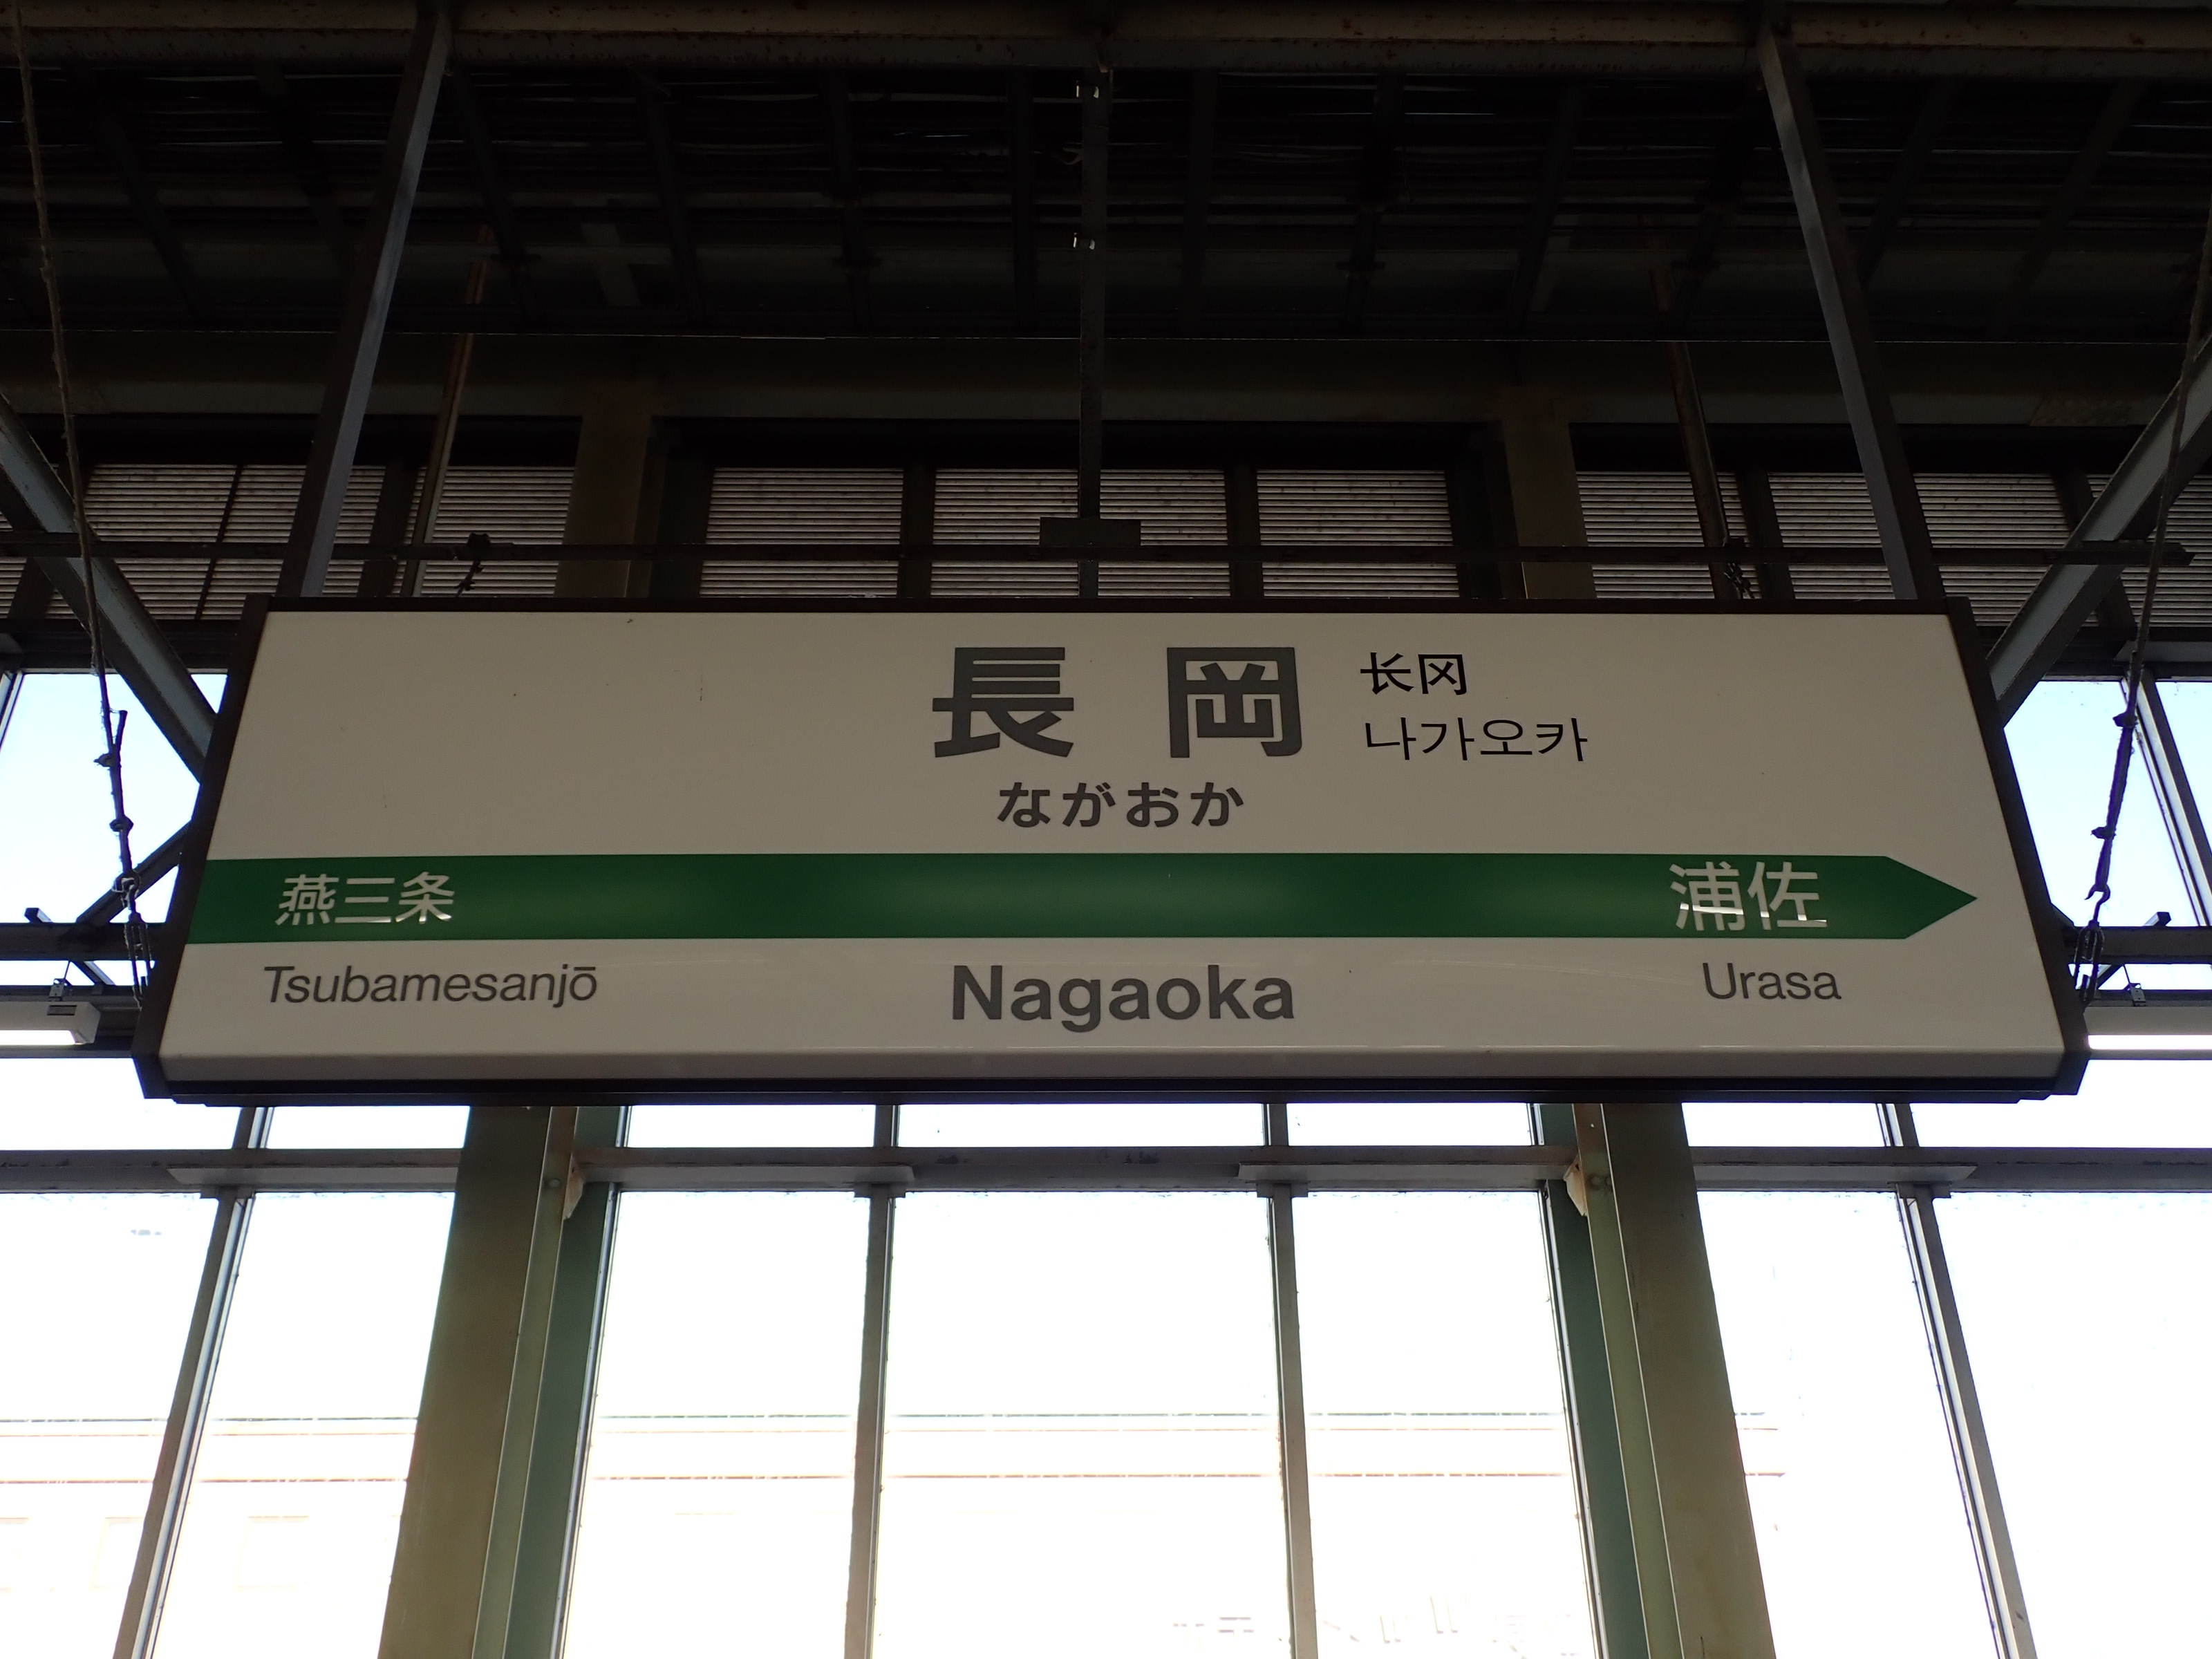 長岡
长冈
나가오카
ながおか
燕三条
浦佐
Tsubamesanjō
Nagaoka
Urasa